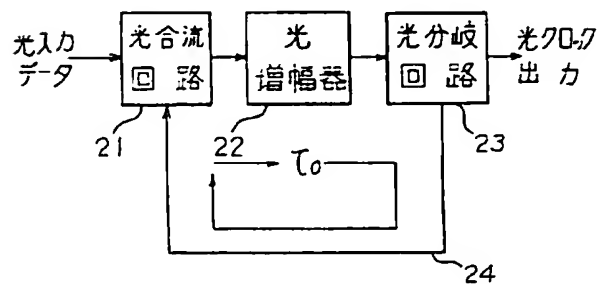 光入力
データ
光合流
回 路
光
増幅器
光分岐
回 路
光クロック
出 力
21
22
23
τo
24